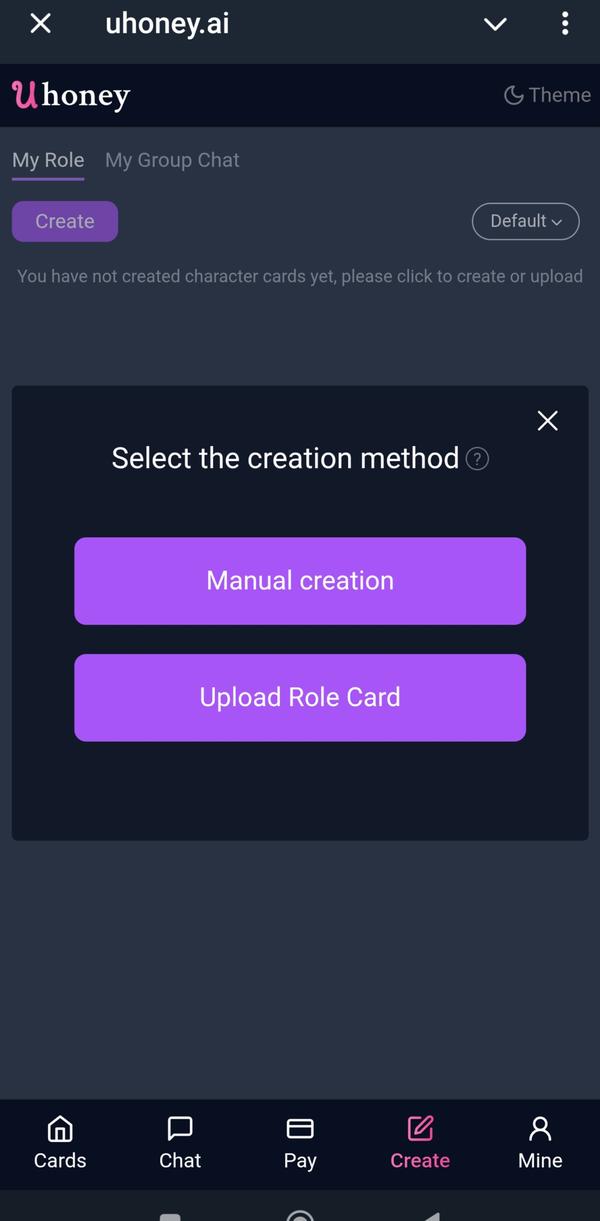 uhoney.ai
Uhoney
Theme
My Role My Group Chat
Create
Default
You have not created character cards yet, please click to create or upload
Select the creation method ?
Manual creation
Upload Role Card
Cards Chat Pay Create Mine